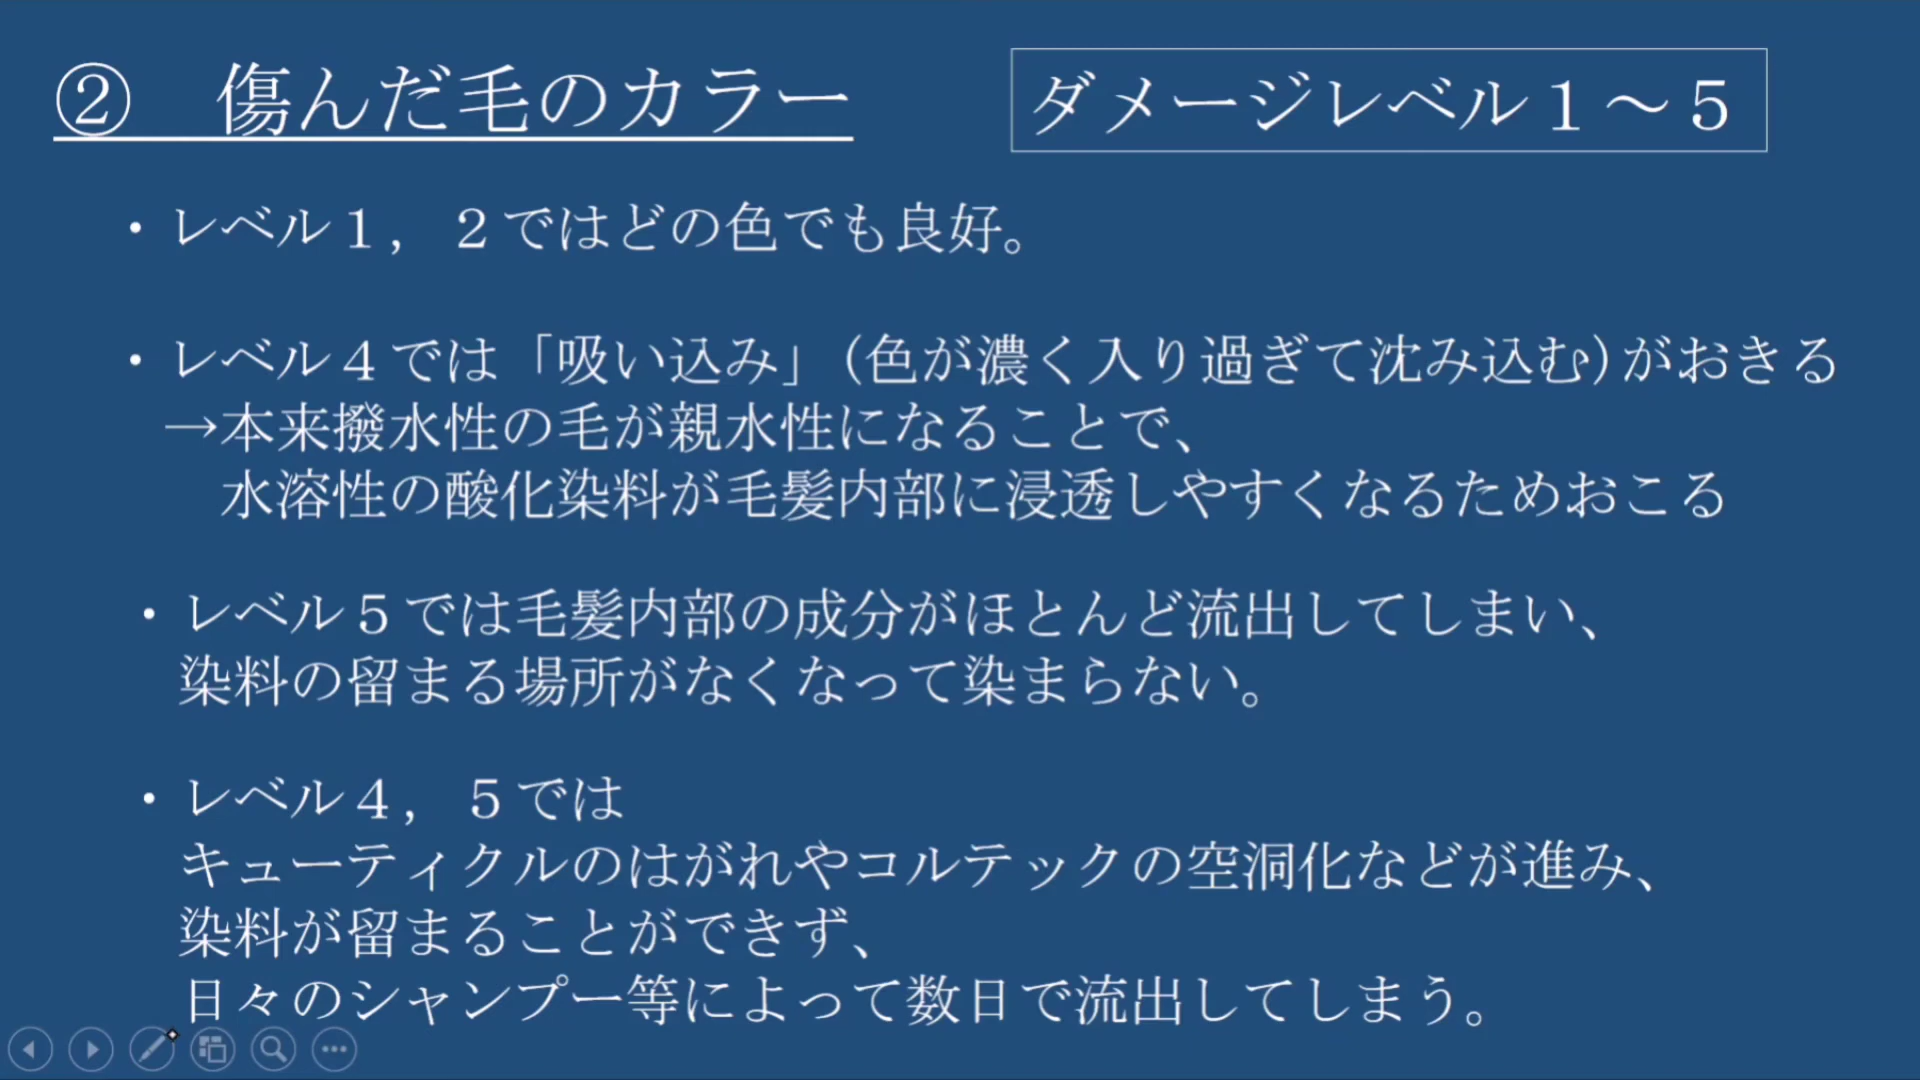 ②　傷んだ毛のカラー
ダメージレベル１～５
・レベル１，２ではどの色でも良好。
・レベル４では「吸い込み」(色が濃く入り過ぎて沈み込む)がおきる
→本来撥水性の毛が親水性になることで、
水溶性の酸化染料が毛髪内部に浸透しやすくなるためおこる
・レベル５では毛髪内部の成分がほとんど流出してしまい、
染料の留まる場所がなくなって染まらない。
・レベル４，５では
キューティクルのはがれやコルテックの空洞化などが進み、
染料が留まることができず、
日々のシャンプー等によって数日で流出してしまう。